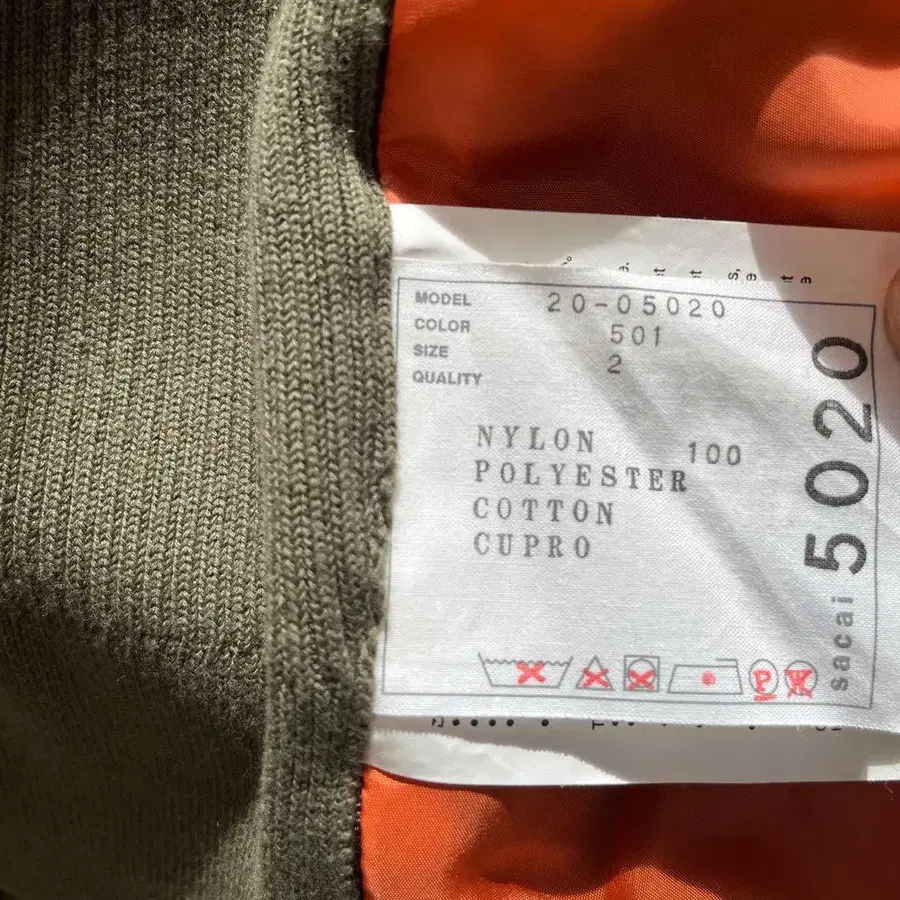 MODEL 20-05020
COLOR 501
SIZE 2
QUALITY
NYLON 100
POLYESTER
COTTON
CUPRO
P W
sacai 5020